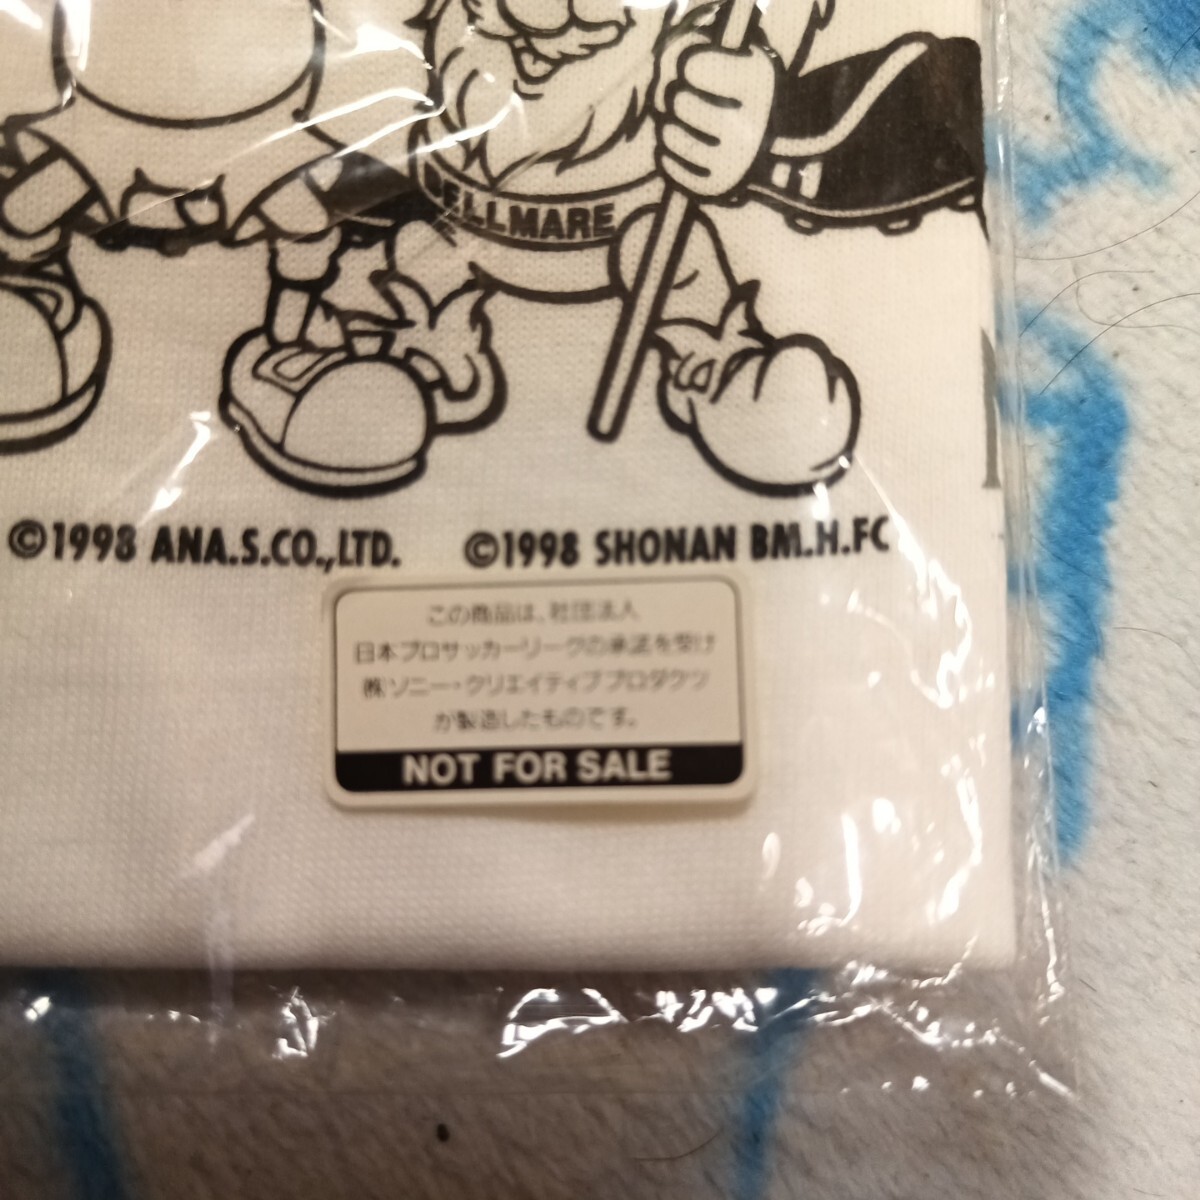 BELLMARE
©1998 ANA.S.CO.,LTD.
©1998 SHONAN BM.H.FC
この商品は、社団法人
日本プロサッカーリーグの承諾を受け
㈱ソニー・クリエイティブプロダクツ
が製造したものです。
NOT FOR SALE